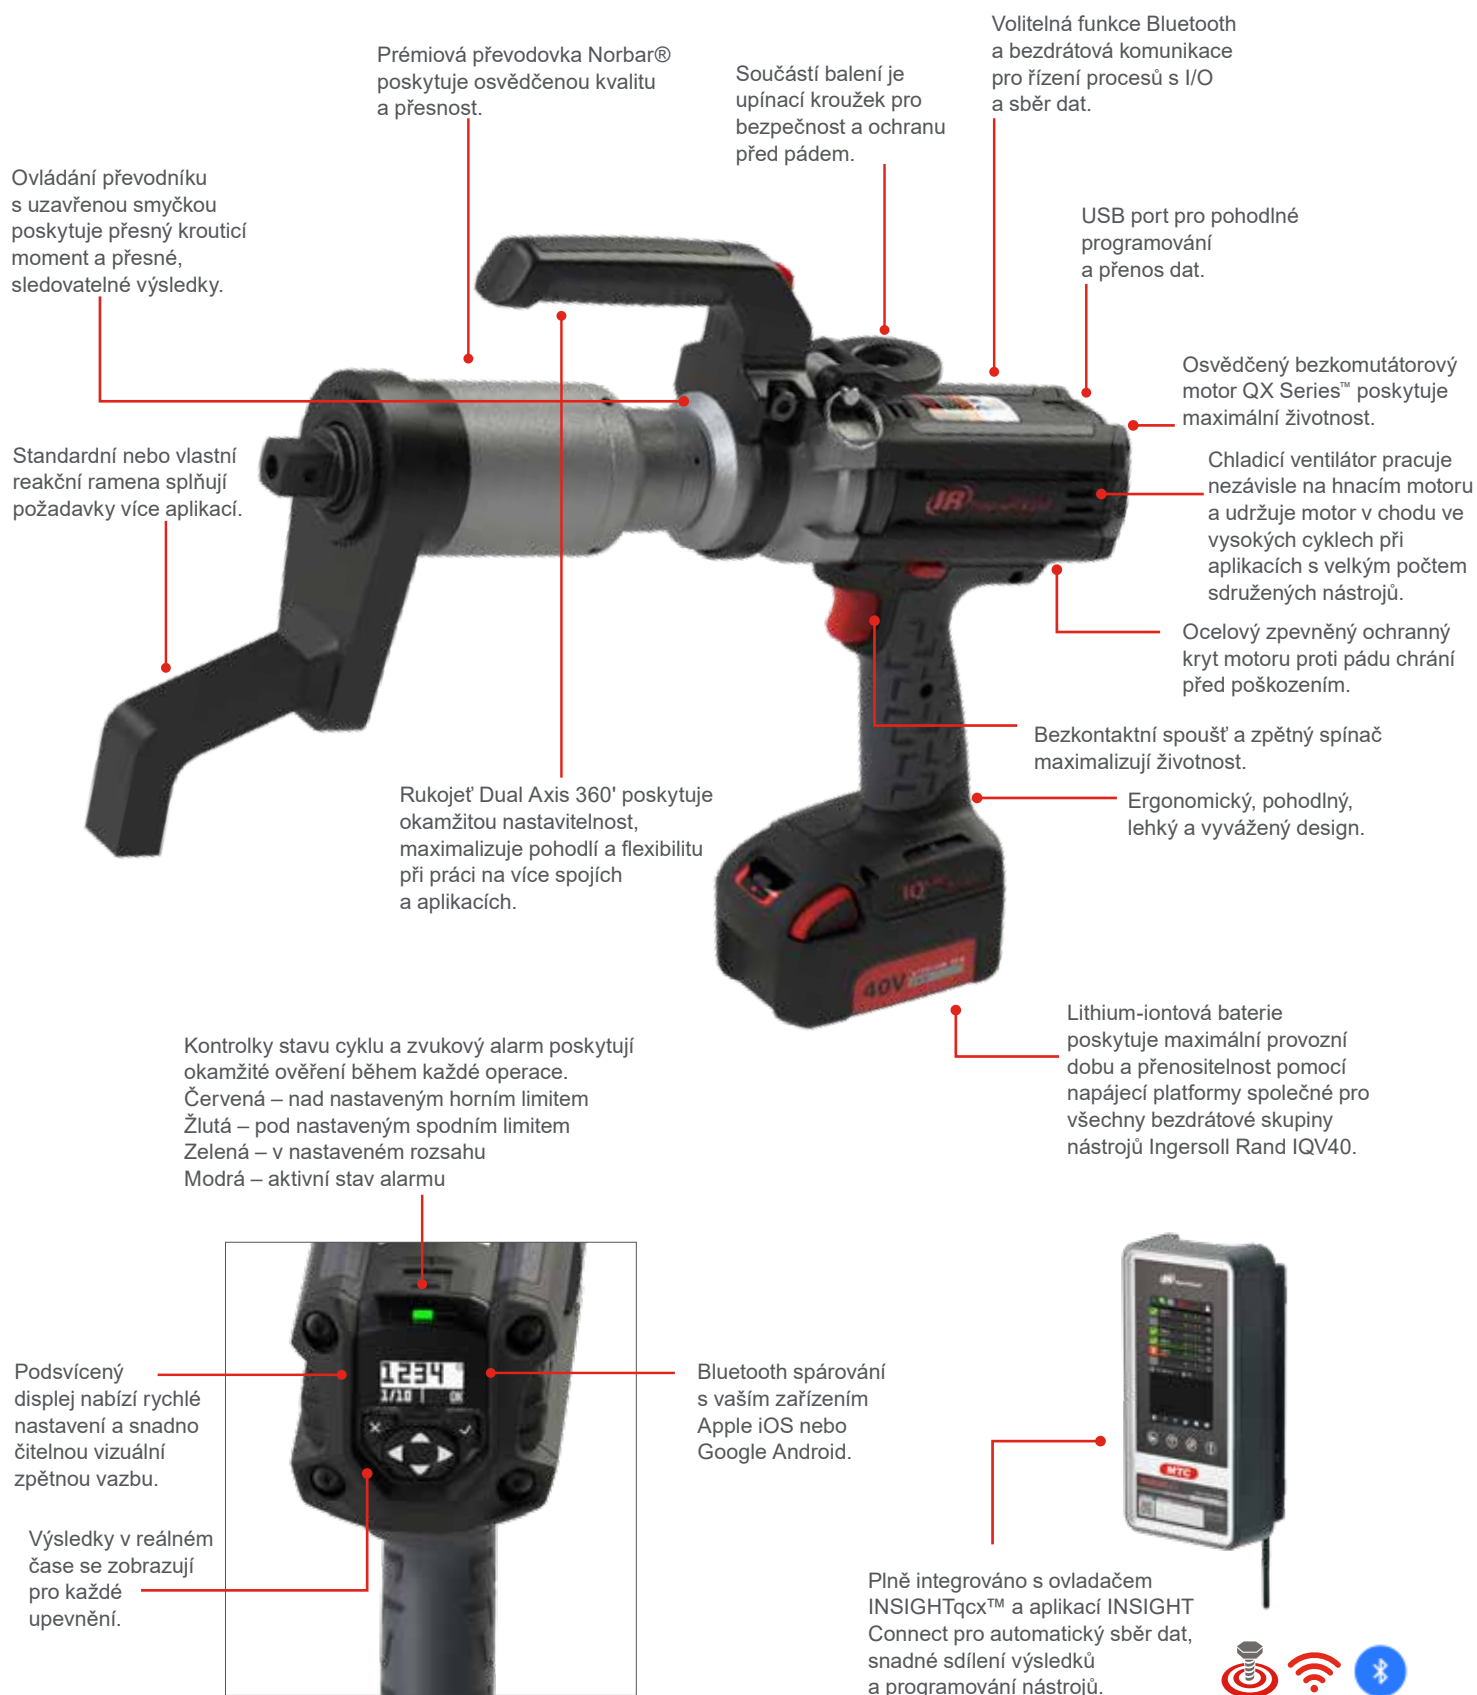 Volitelná funkce Bluetooth
a bezdrátová komunikace
pro řízení procesů s I/O
a sběr dat.
Prémiová převodovka Norbar®
poskytuje osvědčenou kvalitu
a přesnost.
Součástí balení je
upínací kroužek pro
bezpečnost a ochranu
před pádem.
Ovládání převodníku
s uzavřenou smyčkou
poskytuje přesný krouticí
moment a přesné,
sledovatelné výsledky.
USB port pro pohodlné
programování
a přenos dat.
Osvědčený bezkomutátorový
motor QX Series™ poskytuje
maximální životnost.
Standardní nebo vlastní
reakční ramena splňují
požadavky více aplikací.
Chladicí ventilátor pracuje
nezávisle na hnacím motoru
a udržuje motor v chodu ve
vysokých cyklech při
aplikacích s velkým počtem
sdružených nástrojů.
IR
Ocelový zpevněný ochranný
kryt motoru proti pádu chrání
před poškozením.
Bezkontaktní spoušť a zpětný spínač
maximalizují životnost.
Rukojeť Dual Axis 360' poskytuje
okamžitou nastavitelnost,
maximalizuje pohodlí a flexibilitu
při práci na více spojích
a aplikacích.
Ergonomický, pohodlný,
lehký a vyvážený design.
IQ
40V
Lithium-iontová baterie
poskytuje maximální provozní
dobu a přenositelnost pomocí
napájecí platformy společné pro
všechny bezdrátové skupiny
nástrojů Ingersoll Rand IQV40.
Kontrolky stavu cyklu a zvukový alarm poskytují
okamžité ověření během každé operace.
Červená – nad nastaveným horním limitem
Žlutá – pod nastaveným spodním limitem
Zelená – v nastaveném rozsahu
Modrá – aktivní stav alarmu
1234
1/10 OK
Podsvícený
displej nabízí rychlé
nastavení a snadno
čitelnou vizuální
zpětnou vazbu.
Bluetooth spárování
s vaším zařízením
Apple iOS nebo
Google Android.
Výsledky v reálném
čase se zobrazují
pro každé
upevnění.
MTC
Plně integrováno s ovladačem
INSIGHTqcx™ a aplikací INSIGHT
Connect pro automatický sběr dat,
snadné sdílení výsledků
a programování nástrojů.